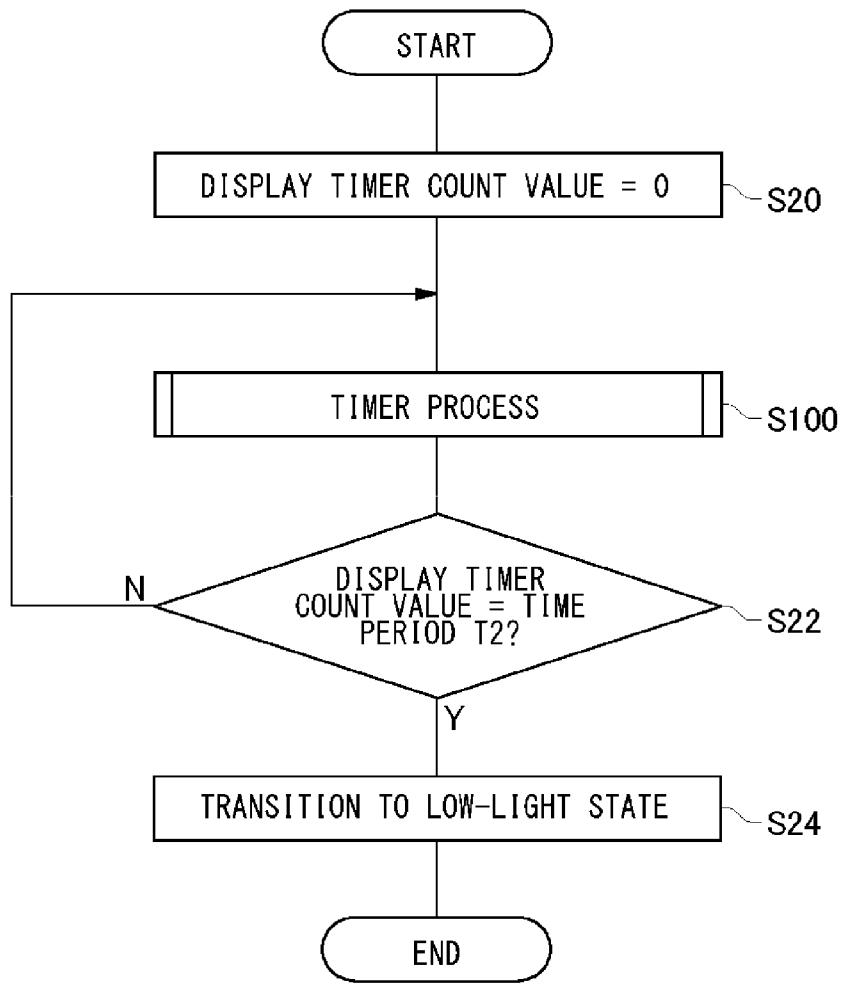 START
DISPLAY TIMER COUNT VALUE = 0
S20
TIMER PROCESS
S100
DISPLAY TIMER
COUNT VALUE = TIME
PERIOD T2?
S22
N
Y
TRANSITION TO LOW-LIGHT STATE
S24
END